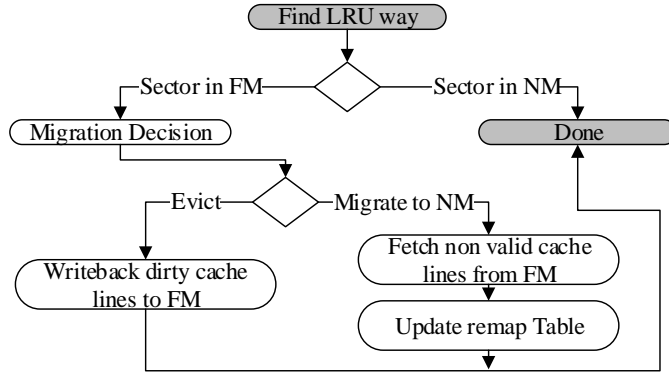 Find LRU way
Sector in FM
Sector in NM
Migration Decision
Done
Evict
Migrate to NM
Writeback dirty cache
lines to FM
Fetch non valid cache
lines from FM
Update remap Table